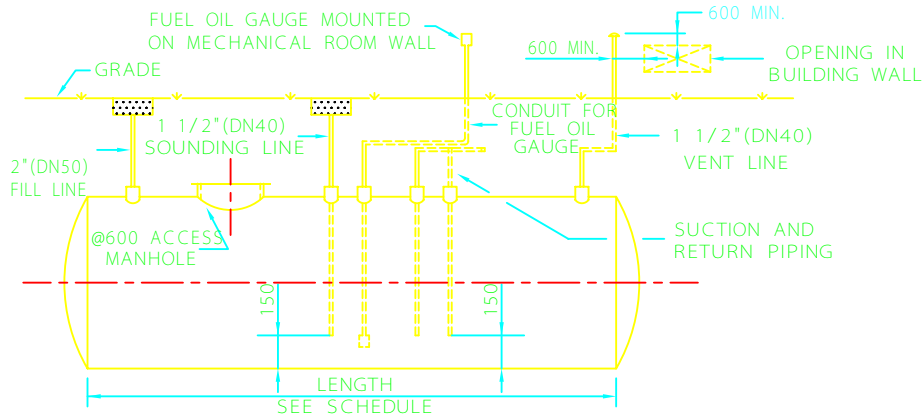 FUEL OIL GAUGE MOUNTED
ON MECHANICAL ROOM WALL
600 MIN.
600 MIN.
OPENING IN
BUILDING WALL
GRADE
CONDUIT FOR
FUEL OIL
GAUGE
1 1/2"(DN40)
SOUNDING LINE
1 1/2"(DN40)
VENT LINE
2"(DN50)
FILL LINE
@600 ACCESS
MANHOLE
SUCTION AND
RETURN PIPING
150
150
LENGTH
SEE SCHEDULE